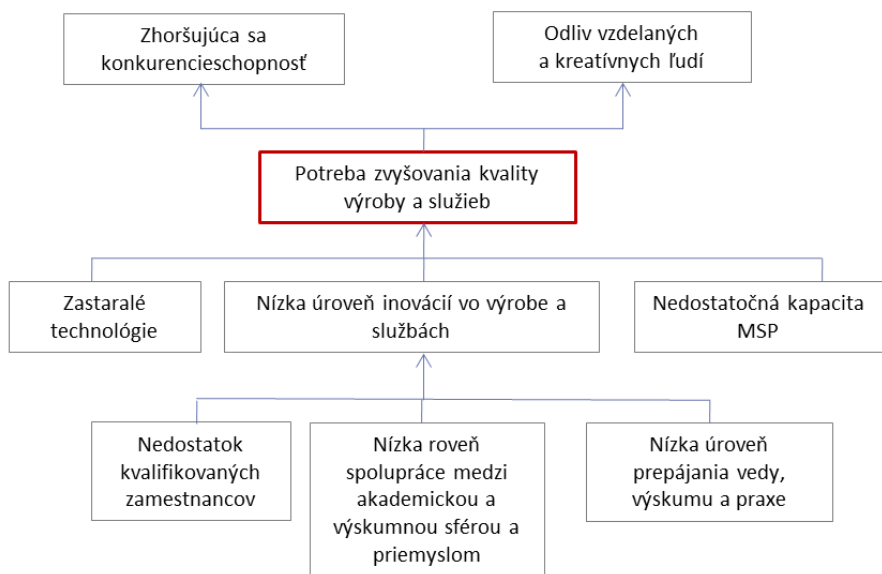 Zhoršujúca sa
konkurencieschopnosť
Odliv vzdelaných
a kreatívnych ľudí
Potreba zvyšovania kvality
výroby a služieb
Zastaralé
technológie
Nízka úroveň inovácií vo výrobe a
službách
Nedostatočná kapacita
MSP
Nedostatok
kvalifikovaných
zamestnancov
Nízka roveň
spolupráce medzi
akademickou a
výskumnou sférou a
priemyslom
Nízka úroveň
prepájania vedy,
výskumu a praxe